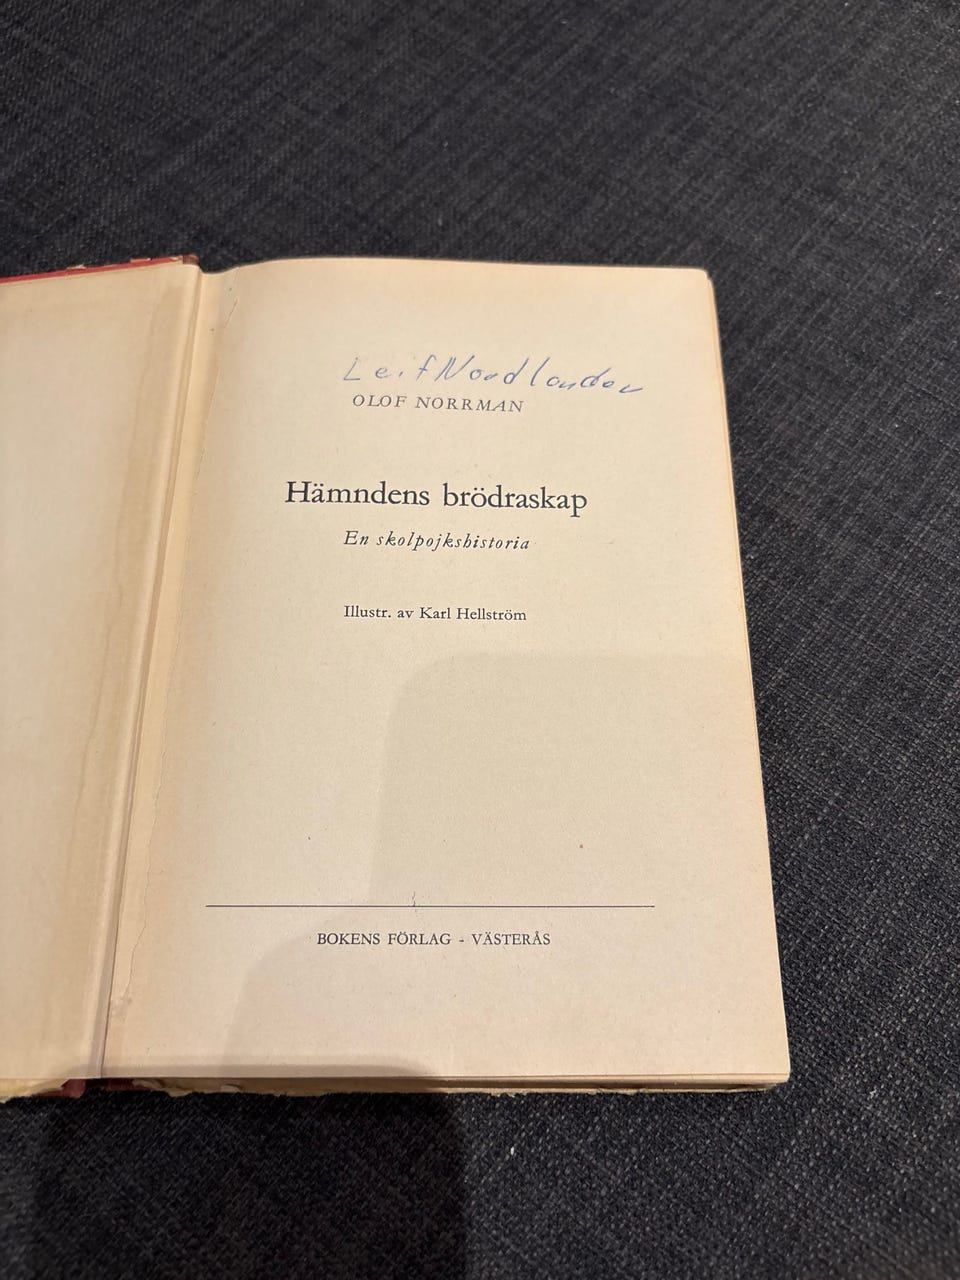 Leif Nordlander
OLOF NORRMAN
Hämndens brödraskap
En skolpojkshistoria
Illustr. av Karl Hellström
BOKENS FÖRLAG - VÄSTERÅS